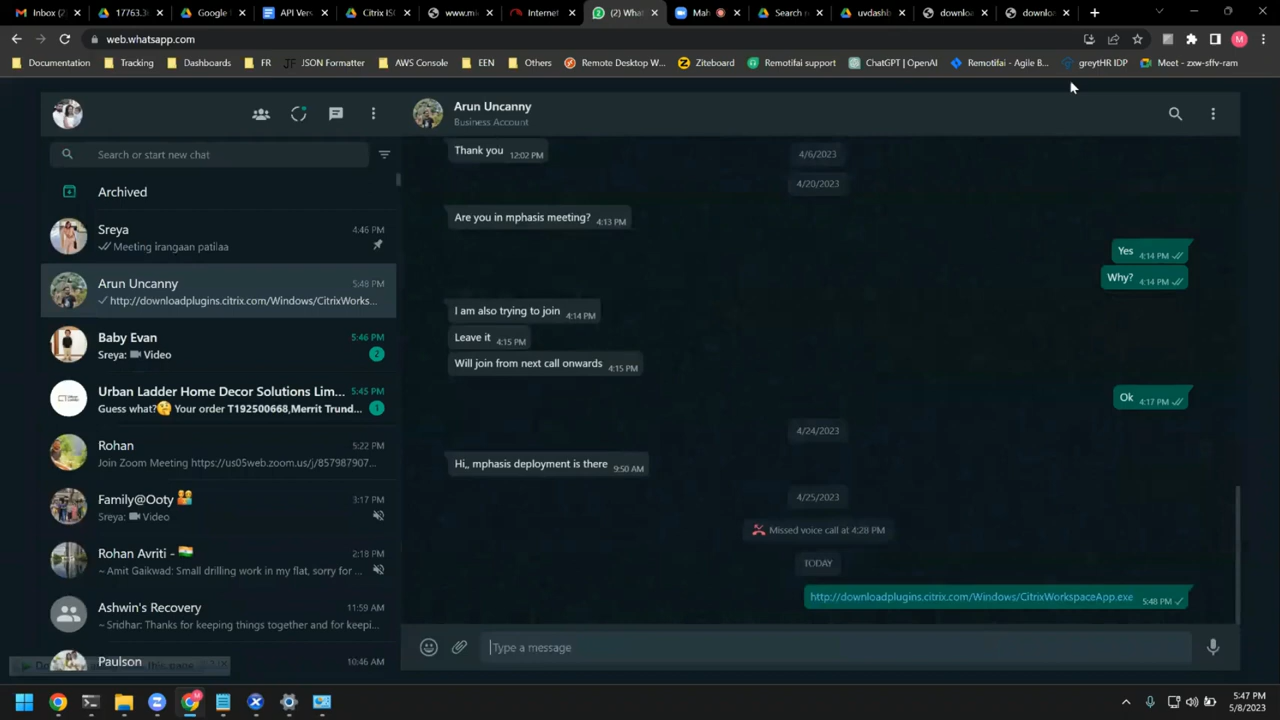 Inbox (2
17763.3
Google i
API Ver
Citrix IS
www.mi
Internet
(2) Wha
Mah
Search r
uvdashb
downloa
downloa
web.whatsapp.com
M
Documentation
Tracking
Dashboards
FR
JSON Formatter
AWS Console
EEN
Others
Remote Desktop W...
Ziteboard
Remotifai support
ChatGPT | OpenAI
Remotifai - Agile B...
greytHR IDP
Meet - zxw-sffv-ram
Arun Uncanny
Business Account
Search or start new chat
Archived
Sreya
4:46 PM
Meeting irangaan patilaa
Arun Uncanny
5:48 PM
http://downloadplugins.citrix.com/Windows/CitrixWorks...
Baby Evan
5:46 PM
Sreya: Video
2
Urban Ladder Home Decor Solutions Lim...
5:45 PM
Guess what?🤔 Your order T192500668,Merrit Trund...
1
Rohan
5:22 PM
Join Zoom Meeting https://us05web.zoom.us/j/857987907...
Family@Ooty
3:17 PM
Sreya: Video
Rohan Avriti - 🇮🇳
2:18 PM
~ Amit Gaikwad: Small drilling work in my flat, sorry for ...
Ashwin's Recovery
11:59 AM
~ Sridhar: Thanks for keeping things together and for keepi...
Paulson
10:46 AM
Thank you 12:02 PM
4/6/2023
4/20/2023
Are you in mphasis meeting? 4:13 PM
Yes 4:14 PM
Why? 4:14 PM
I am also trying to join 4:14 PM
Leave it 4:15 PM
Will join from next call onwards 4:15 PM
Ok 4:17 PM
4/24/2023
Hi,, mphasis deployment is there 9:50 AM
4/25/2023
Missed voice call at 4:28 PM
TODAY
http://downloadplugins.citrix.com/Windows/CitrixWorkspaceApp.exe 5:48 PM
Type a message
5:47 PM
5/8/2023